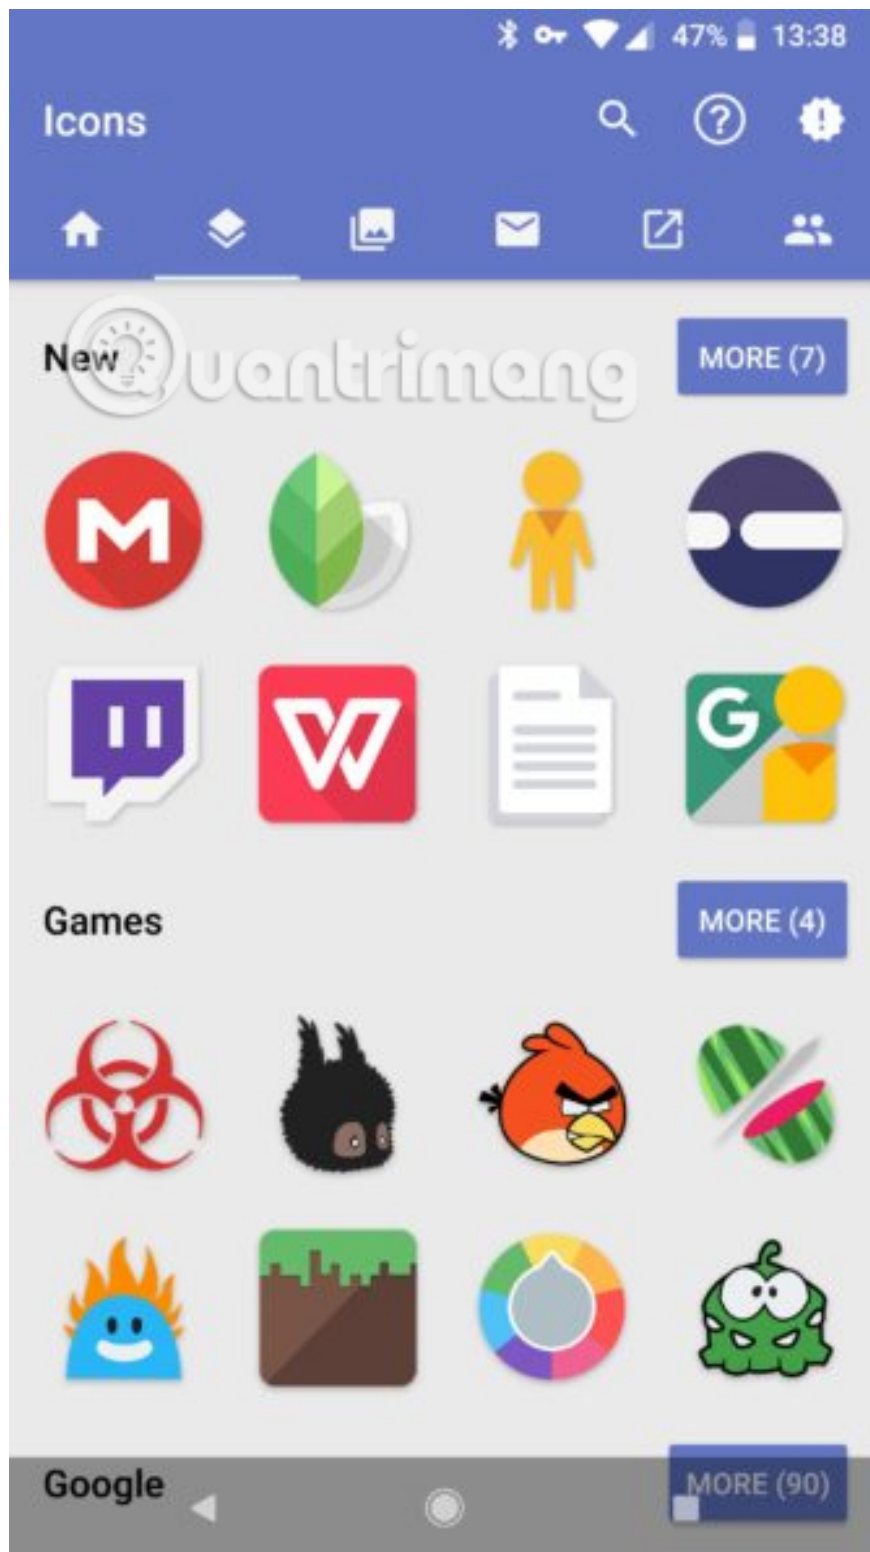 47% 13:38
Icons
New
MORE (7)
Quantrimang
M
W
G
Games
MORE (4)
Google
MORE (90)